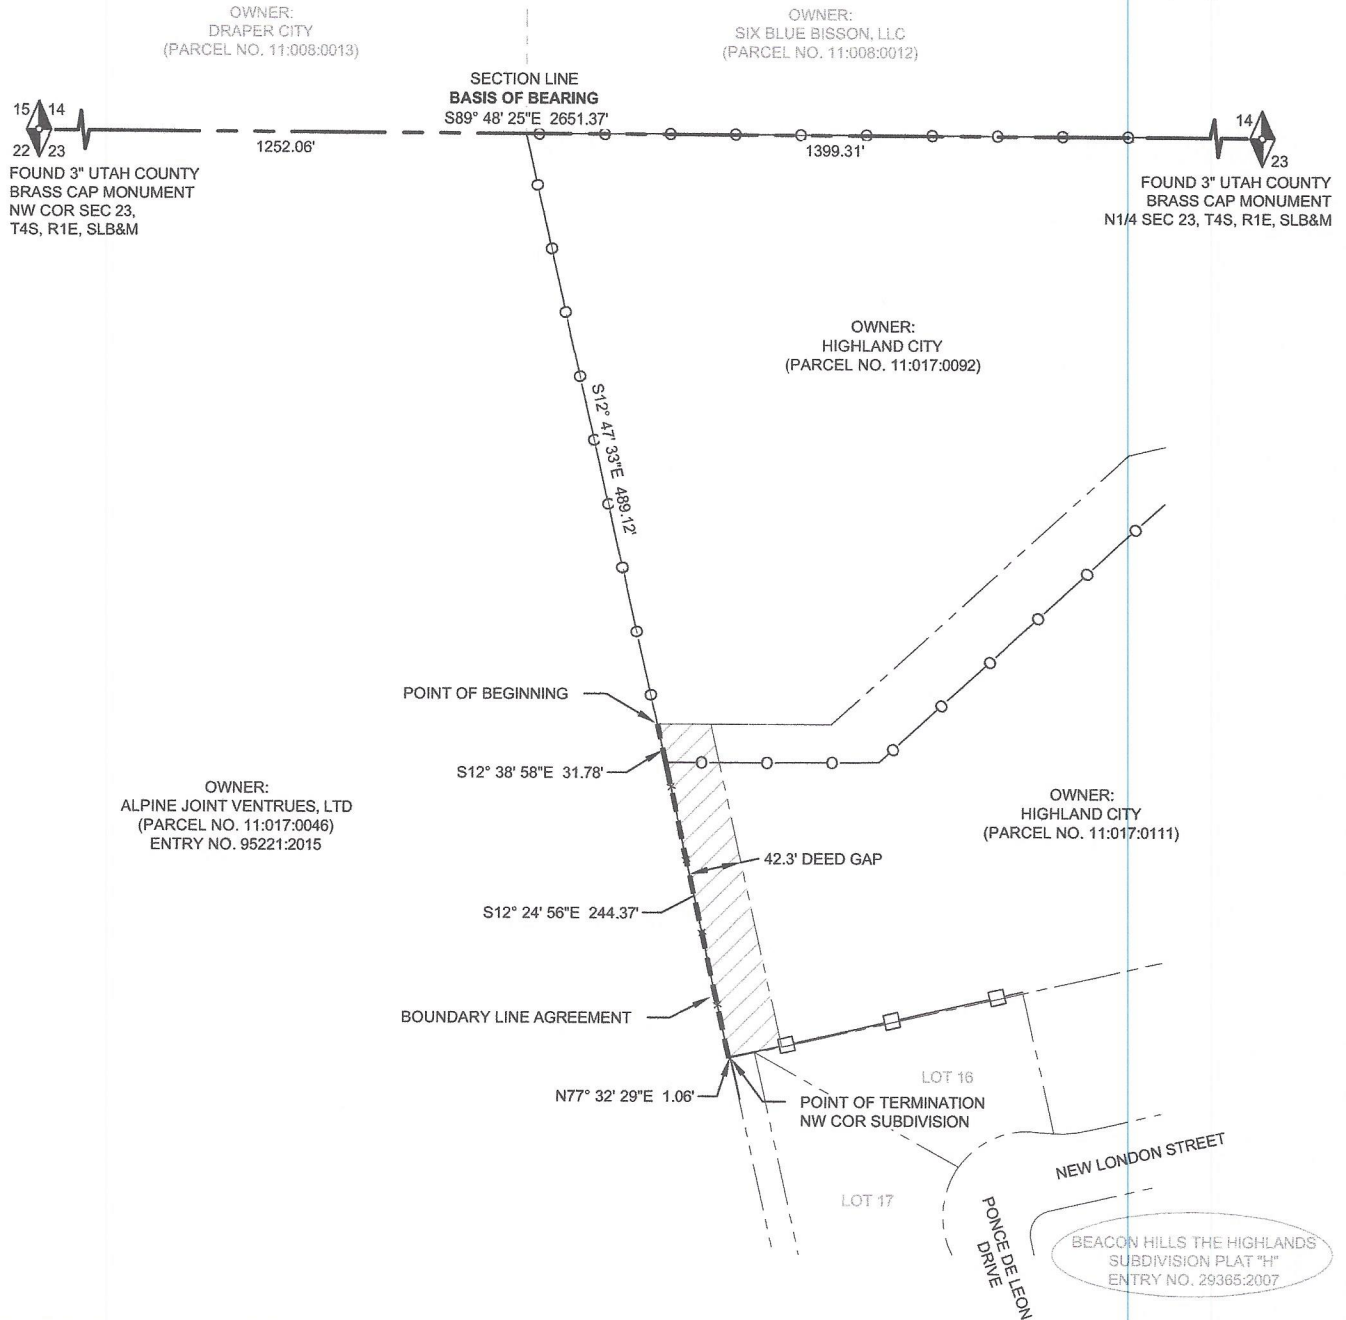 OWNER:
DRAPER CITY
(PARCEL NO. 11:008:0013)
OWNER:
SIX BLUE BISSON, LLC
(PARCEL NO. 11:008:0012)
SECTION LINE
BASIS OF BEARING
S89° 48' 25"E 2651.37'
15 14
22 23
1252.06'
1399.31'
14
23
FOUND 3" UTAH COUNTY
BRASS CAP MONUMENT
NW COR SEC 23,
T4S, R1E, SLB&M
FOUND 3" UTAH COUNTY
BRASS CAP MONUMENT
N1/4 SEC 23, T4S, R1E, SLB&M
OWNER:
HIGHLAND CITY
(PARCEL NO. 11:017:0092)
S12° 47' 33"E 489.12'
POINT OF BEGINNING
S12° 38' 58"E 31.78'
OWNER:
ALPINE JOINT VENTRUES, LTD
(PARCEL NO. 11:017:0046)
ENTRY NO. 95221:2015
OWNER:
HIGHLAND CITY
(PARCEL NO. 11:017:0111)
42.3' DEED GAP
S12° 24' 56"E 244.37'
BOUNDARY LINE AGREEMENT
N77° 32' 29"E 1.06'
POINT OF TERMINATION
NW COR SUBDIVISION
LOT 16
LOT 17
NEW LONDON STREET
PONCE DE LEON
DRIVE
BEACON HILLS THE HIGHLANDS
SUBDIVISION PLAT "H"
ENTRY NO. 29365:2007